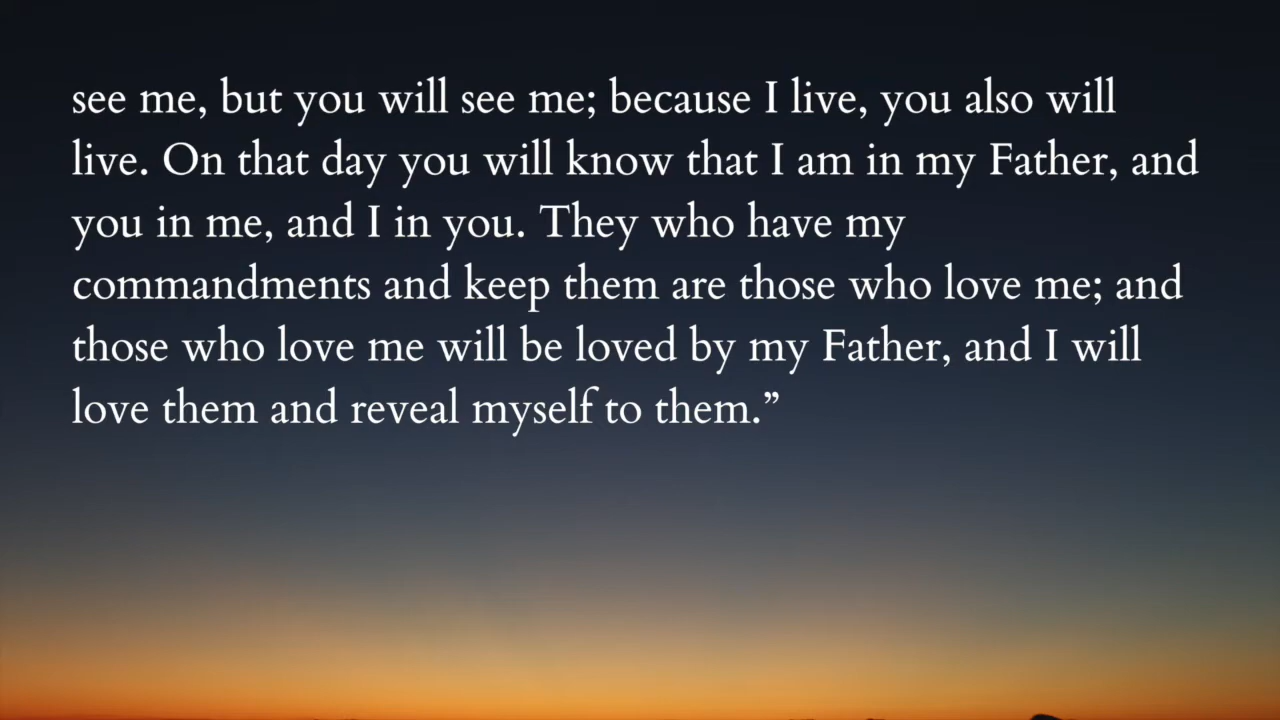 see me, but you will see me; because I live, you also will
live. On that day you will know that I am in my Father, and
you in me, and I in you. They who have my
commandments and keep them are those who love me; and
those who love me will be loved by my Father, and I will
love them and reveal myself to them.”